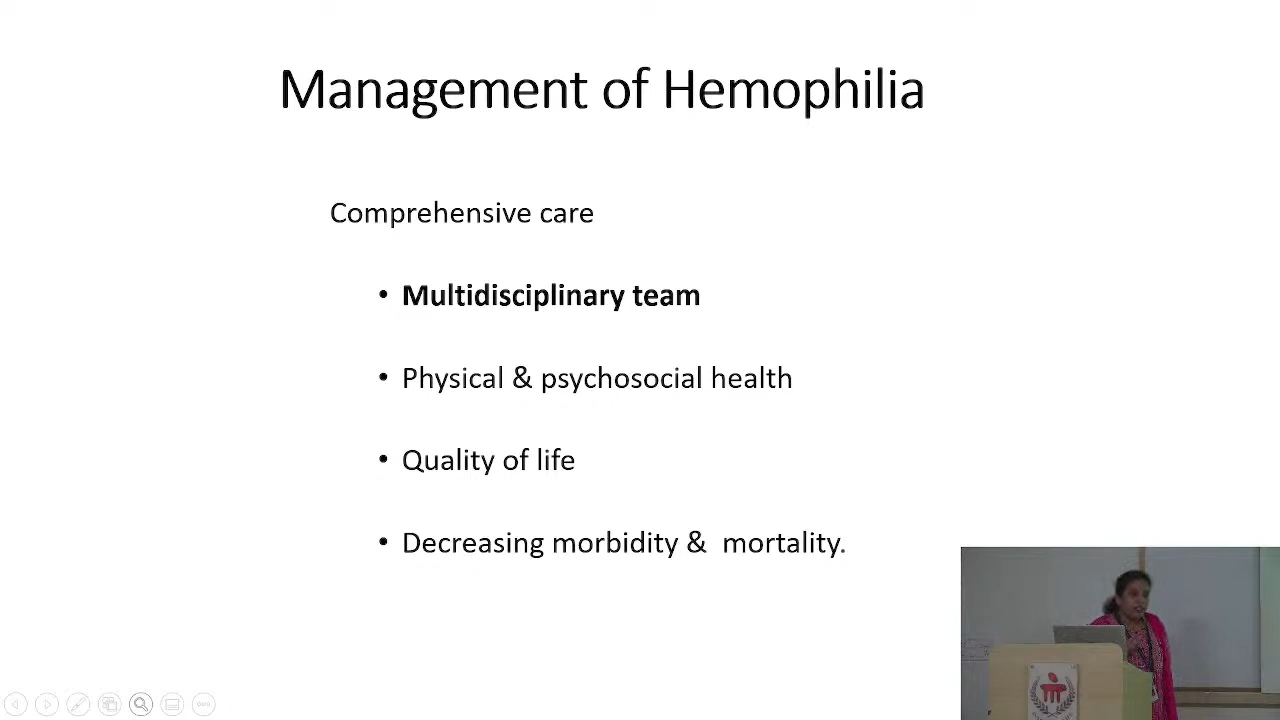 Management of Hemophilia
Comprehensive care
• Multidisciplinary team
• Physical & psychosocial health
• Quality of life
• Decreasing morbidity &  mortality.